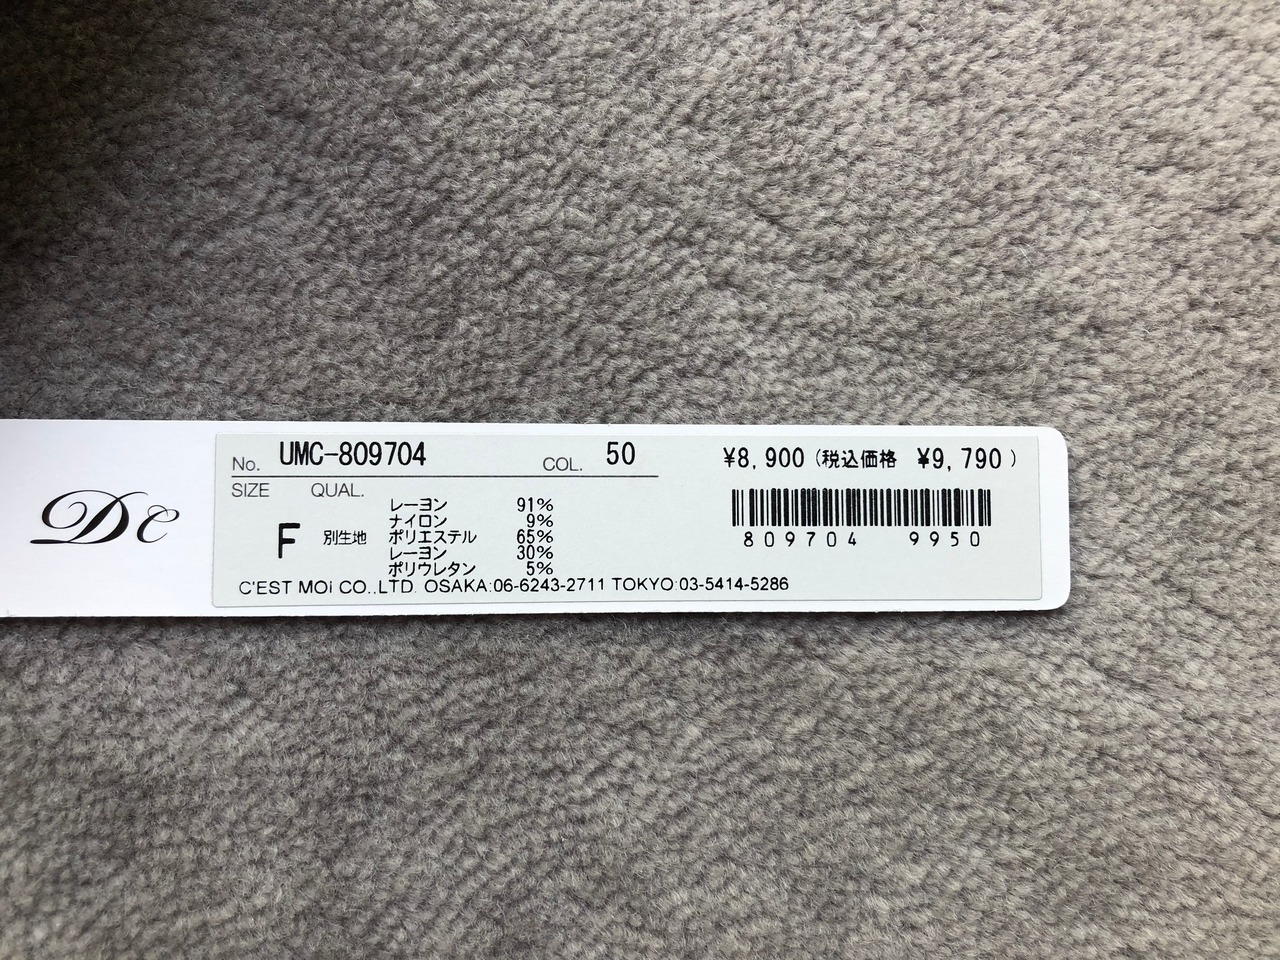 Dc
No. UMC-809704 COL. 50 ¥8,900 (税込価格 ¥9,790)
SIZE QUAL.
レーヨン 91%
ナイロン 9%
F 別生地 ポリエステル 65%
レーヨン 30%
ポリウレタン 5%
809704 9950
C'EST MOi CO.,LTD. OSAKA:06-6243-2711 TOKYO:03-5414-5286